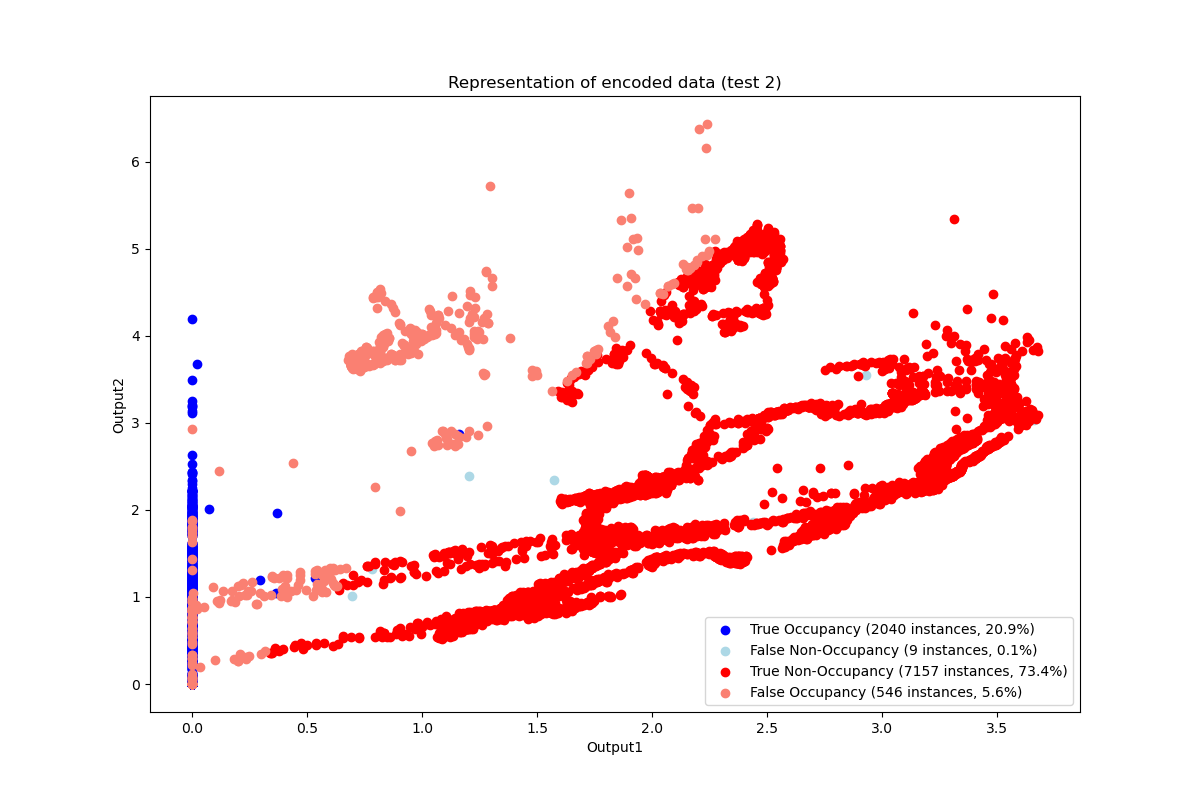 Representation of encoded data (test 2)
6
5
4
3
2
1
0
Output2
True Occupancy (2040 instances, 20.9%)
False Non-Occupancy (9 instances, 0.1%)
True Non-Occupancy (7157 instances, 73.4%)
False Occupancy (546 instances, 5.6%)
0.0 0.5 1.0 1.5 2.0 2.5 3.0 3.5
Output1